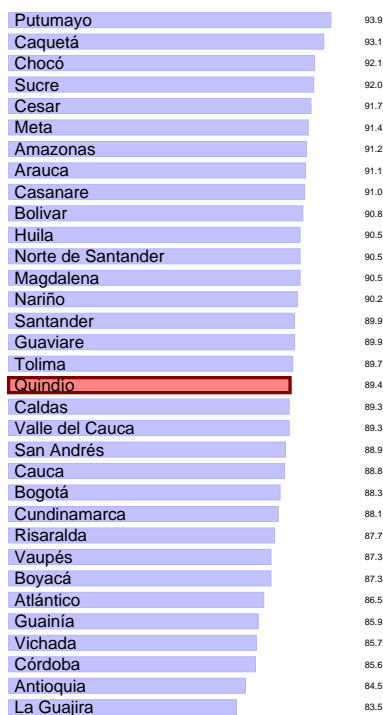 Putumayo 93.9
Caquetá 93.1
Chocó 92.1
Sucre 92.0
Cesar 91.7
Meta 91.4
Amazonas 91.2
Arauca 91.1
Casanare 91.0
Bolivar 90.8
Huila 90.5
Norte de Santander 90.5
Magdalena 90.5
Nariño 90.2
Santander 89.9
Guaviare 89.9
Tolima 89.7
Quindío 89.4
Caldas 89.3
Valle del Cauca 89.3
San Andrés 88.9
Cauca 88.8
Bogotá 88.3
Cundinamarca 88.1
Risaralda 87.7
Vaupés 87.3
Boyacá 87.3
Atlántico 86.5
Guainía 85.9
Vichada 85.7
Córdoba 85.6
Antioquia 84.5
La Guajira 83.5